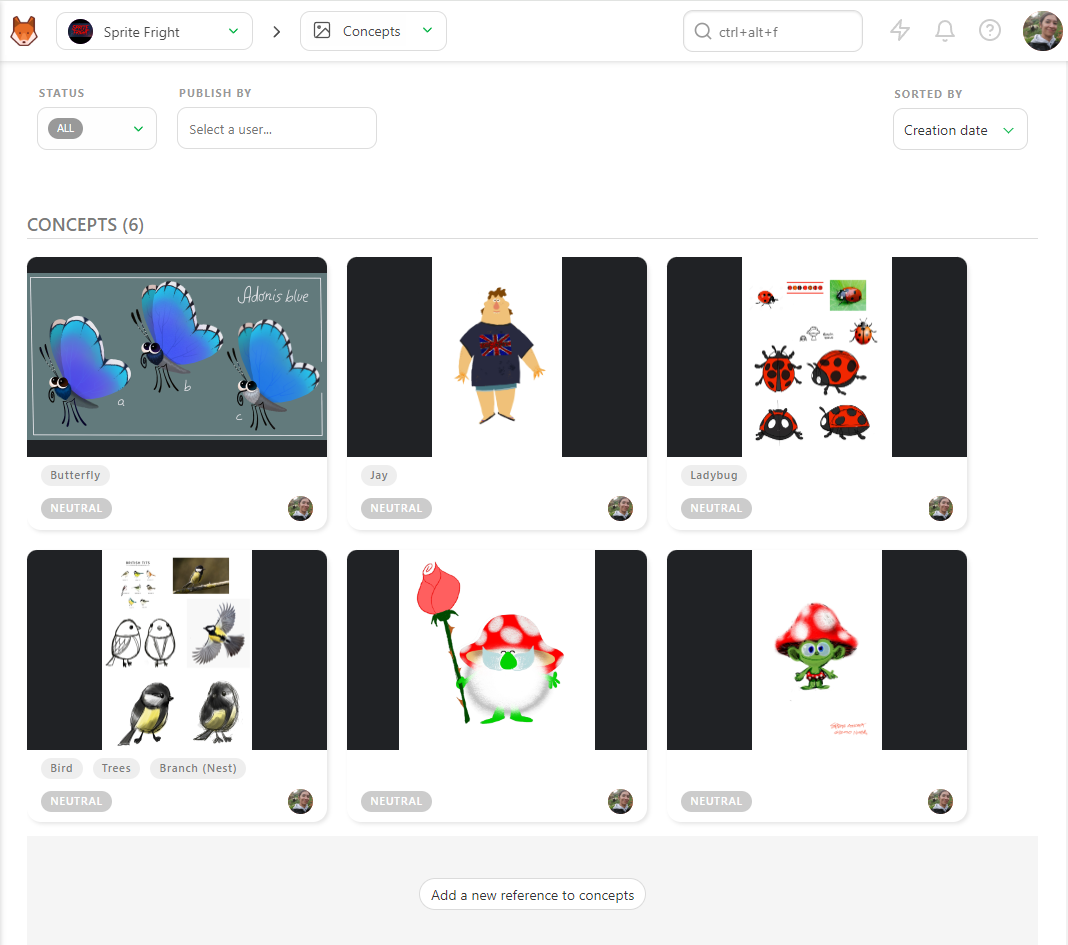 Sprite Fright
Concepts
ctrl+alt+f
STATUS
PUBLISH BY
SORTED BY
ALL
Select a user...
Creation date
CONCEPTS (6)
Adonis blue
a
b
c
Butterfly
Jay
Ladybug
NEUTRAL
NEUTRAL
NEUTRAL
Bird
Trees
Branch (Nest)
NEUTRAL
NEUTRAL
NEUTRAL
Add a new reference to concepts